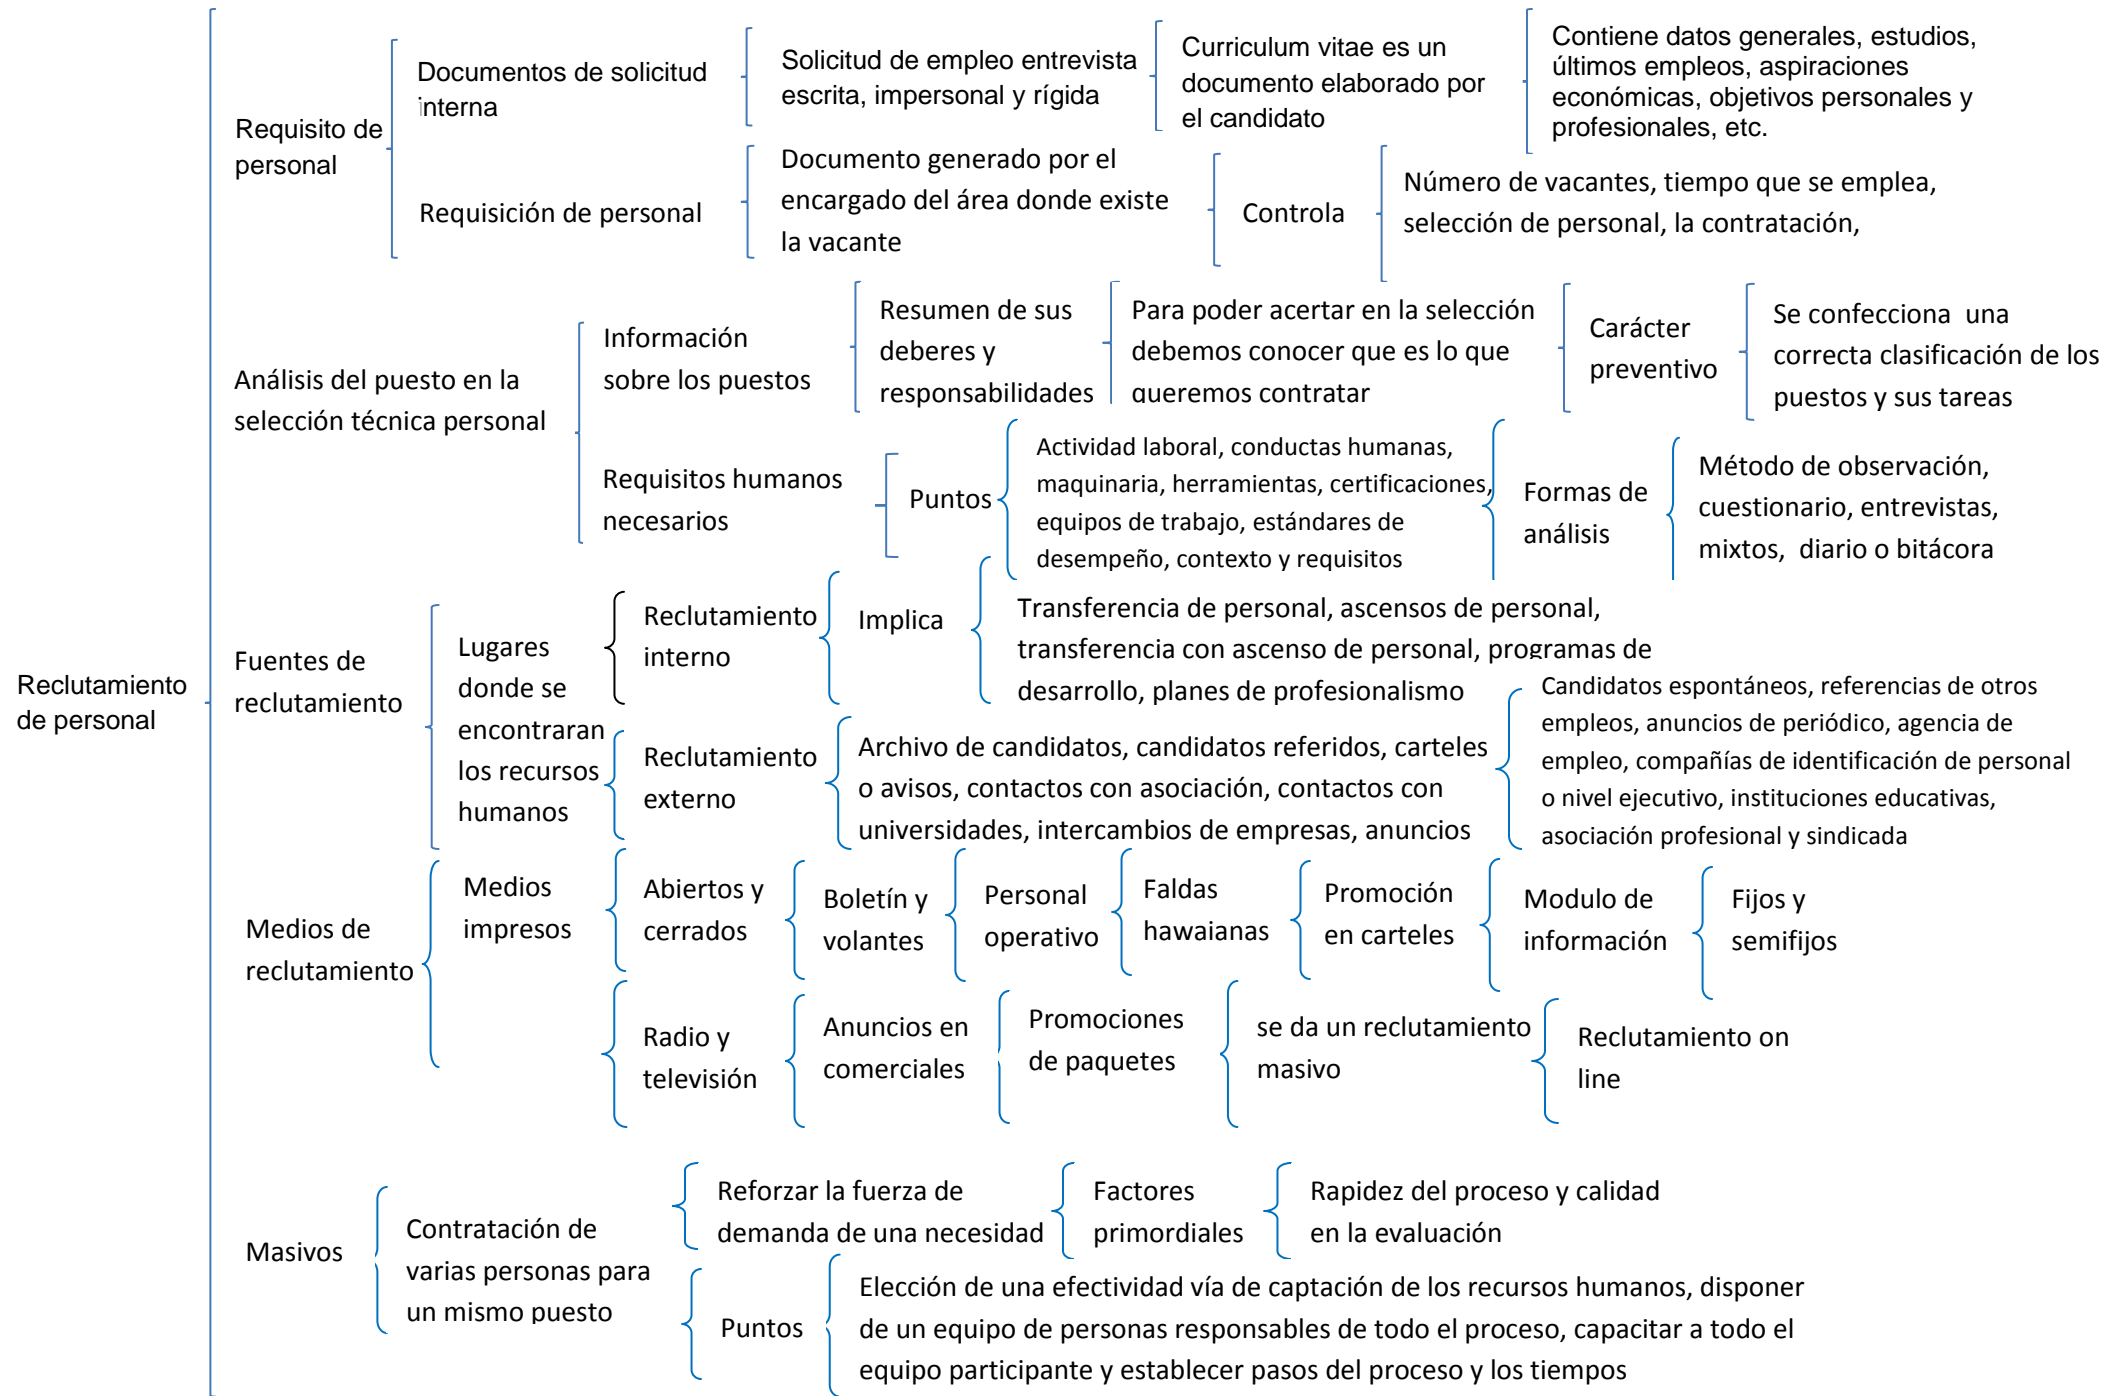 Reclutamiento
de personal
Requisito de
personal
Documentos de solicitud
interna
Solicitud de empleo entrevista
escrita, impersonal y rígida
Curriculum vitae es un
documento elaborado por
el candidato
Contiene datos generales, estudios,
últimos empleos, aspiraciones
económicas, objetivos personales y
profesionales, etc.
Requisición de personal
Documento generado por el
encargado del área donde existe
la vacante
Controla
Número de vacantes, tiempo que se emplea,
selección de personal, la contratación,
Análisis del puesto en la
selección técnica personal
Información
sobre los puestos
Resumen de sus
deberes y
responsabilidades
Para poder acertar en la selección
debemos conocer que es lo que
queremos contratar
Carácter
preventivo
Se confecciona  una
correcta clasificación de los
puestos y sus tareas
Requisitos humanos
necesarios
Puntos
Actividad laboral, conductas humanas,
maquinaria, herramientas, certificaciones,
equipos de trabajo, estándares de
desempeño, contexto y requisitos
Formas de
análisis
Método de observación,
cuestionario, entrevistas,
mixtos,  diario o bitácora
Fuentes de
reclutamiento
Lugares
donde se
encontraran
los recursos
humanos
Reclutamiento
interno
Implica
Transferencia de personal, ascensos de personal,
transferencia con ascenso de personal, programas de
desarrollo, planes de profesionalismo
Reclutamiento
externo
Archivo de candidatos, candidatos referidos, carteles
o avisos, contactos con asociación, contactos con
universidades, intercambios de empresas, anuncios
Candidatos espontáneos, referencias de otros
empleos, anuncios de periódico, agencia de
empleo, compañías de identificación de personal
o nivel ejecutivo, instituciones educativas,
asociación profesional y sindicada
Medios de
reclutamiento
Medios
impresos
Abiertos y
cerrados
Boletín y
volantes
Personal
operativo
Faldas
hawaianas
Promoción
en carteles
Modulo de
información
Fijos y
semifijos
Radio y
televisión
Anuncios en
comerciales
Promociones
de paquetes
se da un reclutamiento
masivo
Reclutamiento on
line
Masivos
Contratación de
varias personas para
un mismo puesto
Reforzar la fuerza de
demanda de una necesidad
Factores
primordiales
Rapidez del proceso y calidad
en la evaluación
Puntos
Elección de una efectividad vía de captación de los recursos humanos, disponer
de un equipo de personas responsables de todo el proceso, capacitar a todo el
equipo participante y establecer pasos del proceso y los tiempos